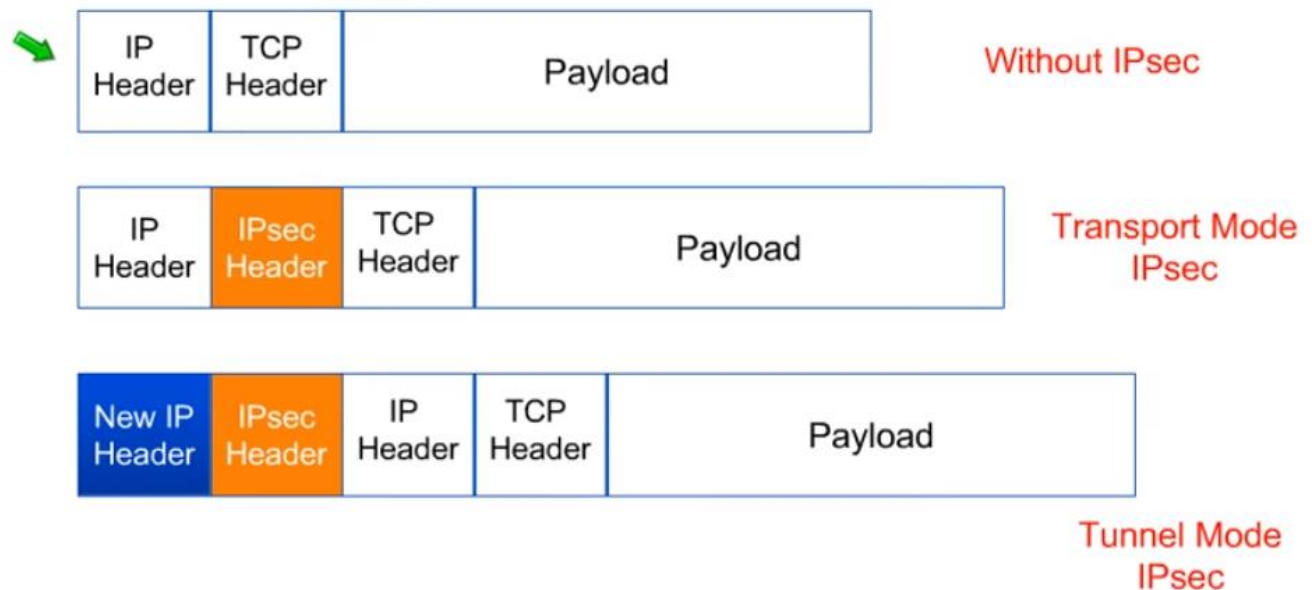 IP
Header
TCP
Header
Payload
Without IPsec
IP
Header
IPsec
Header
TCP
Header
Payload
Transport Mode
IPsec
New IP
Header
IPsec
Header
IP
Header
TCP
Header
Payload
Tunnel Mode
IPsec